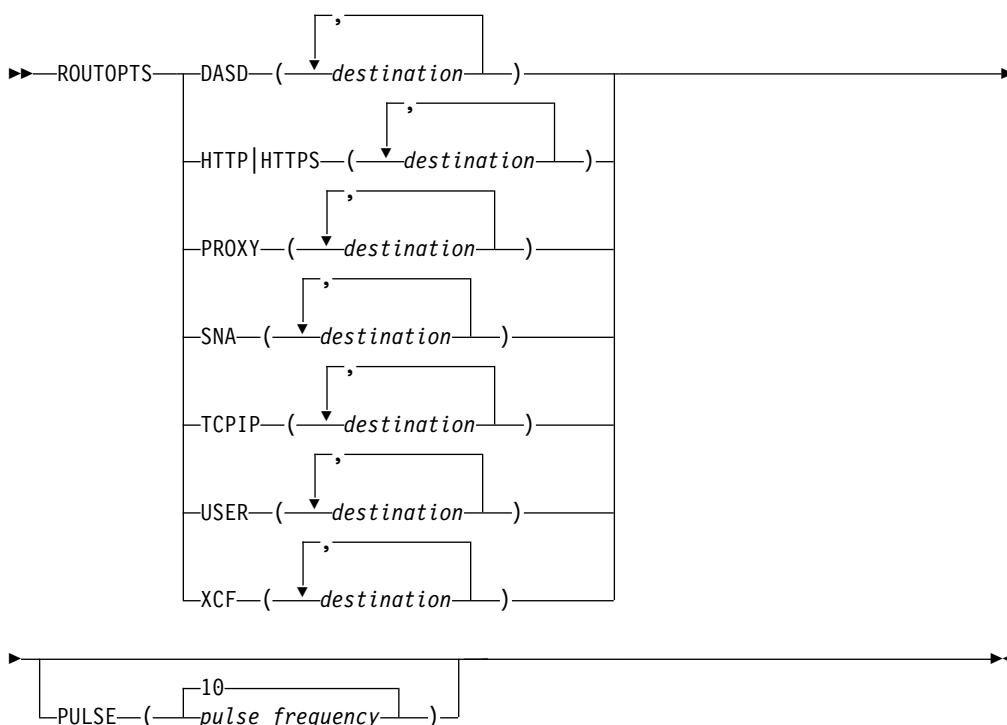 ,
ROUTOPTS DASD ( destination )
,
HTTP|HTTPS ( destination )
,
PROXY ( destination )
,
SNA ( destination )
,
TCPIP ( destination )
,
USER ( destination )
,
XCF ( destination )
10
PULSE ( pulse frequency )